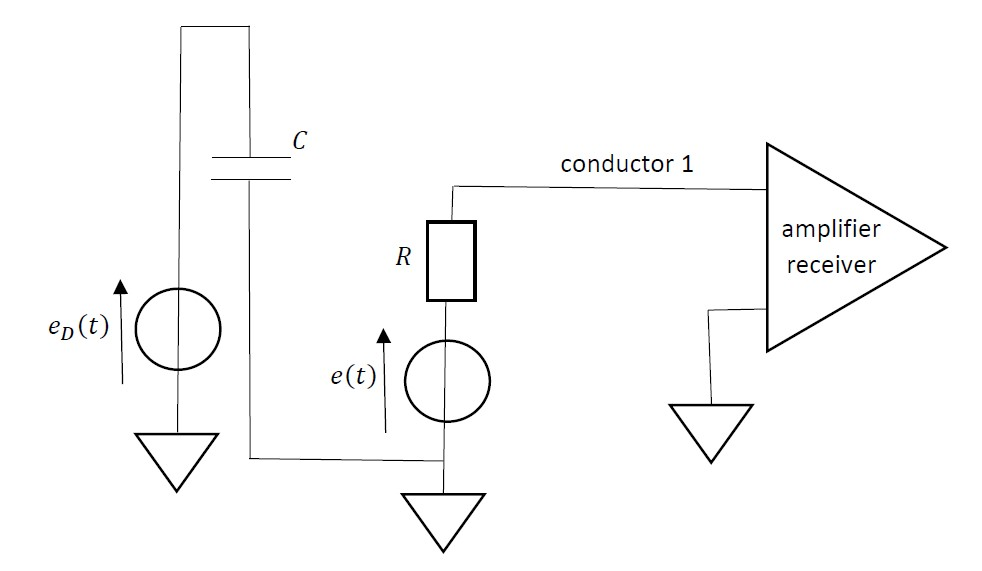 C
conductor 1
amplifier
receiver
R
e_D(t)
e(t)